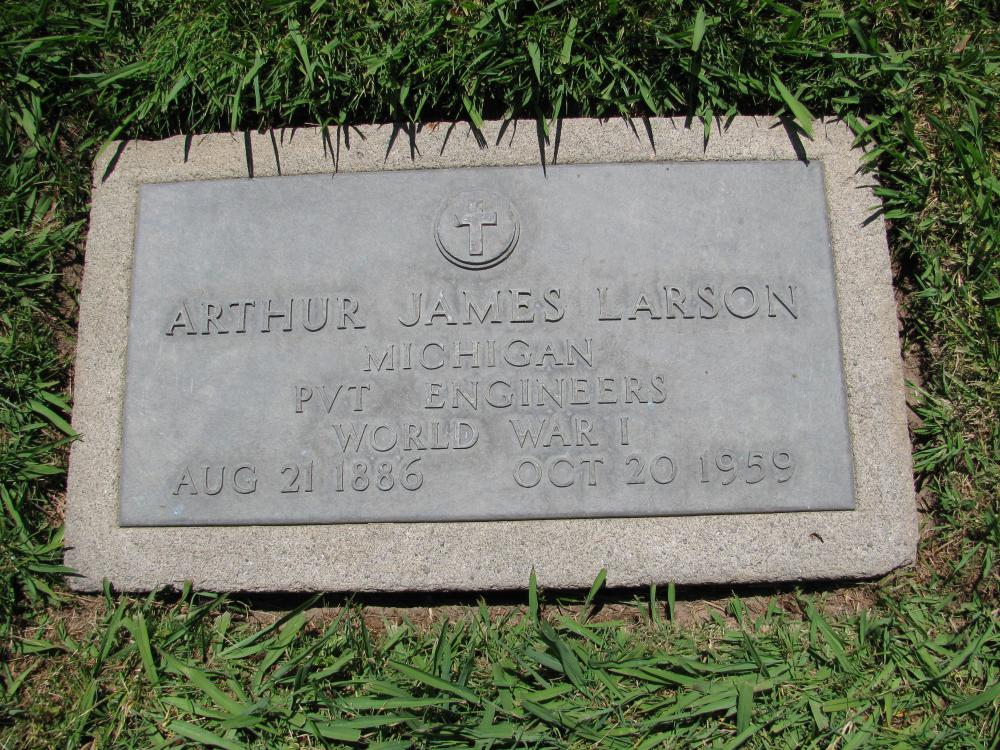 ARTHUR JAMES LARSON
MICHIGAN
PVT ENGINEERS
WORLD WAR I
AUG 21 1886 OCT 20 1959